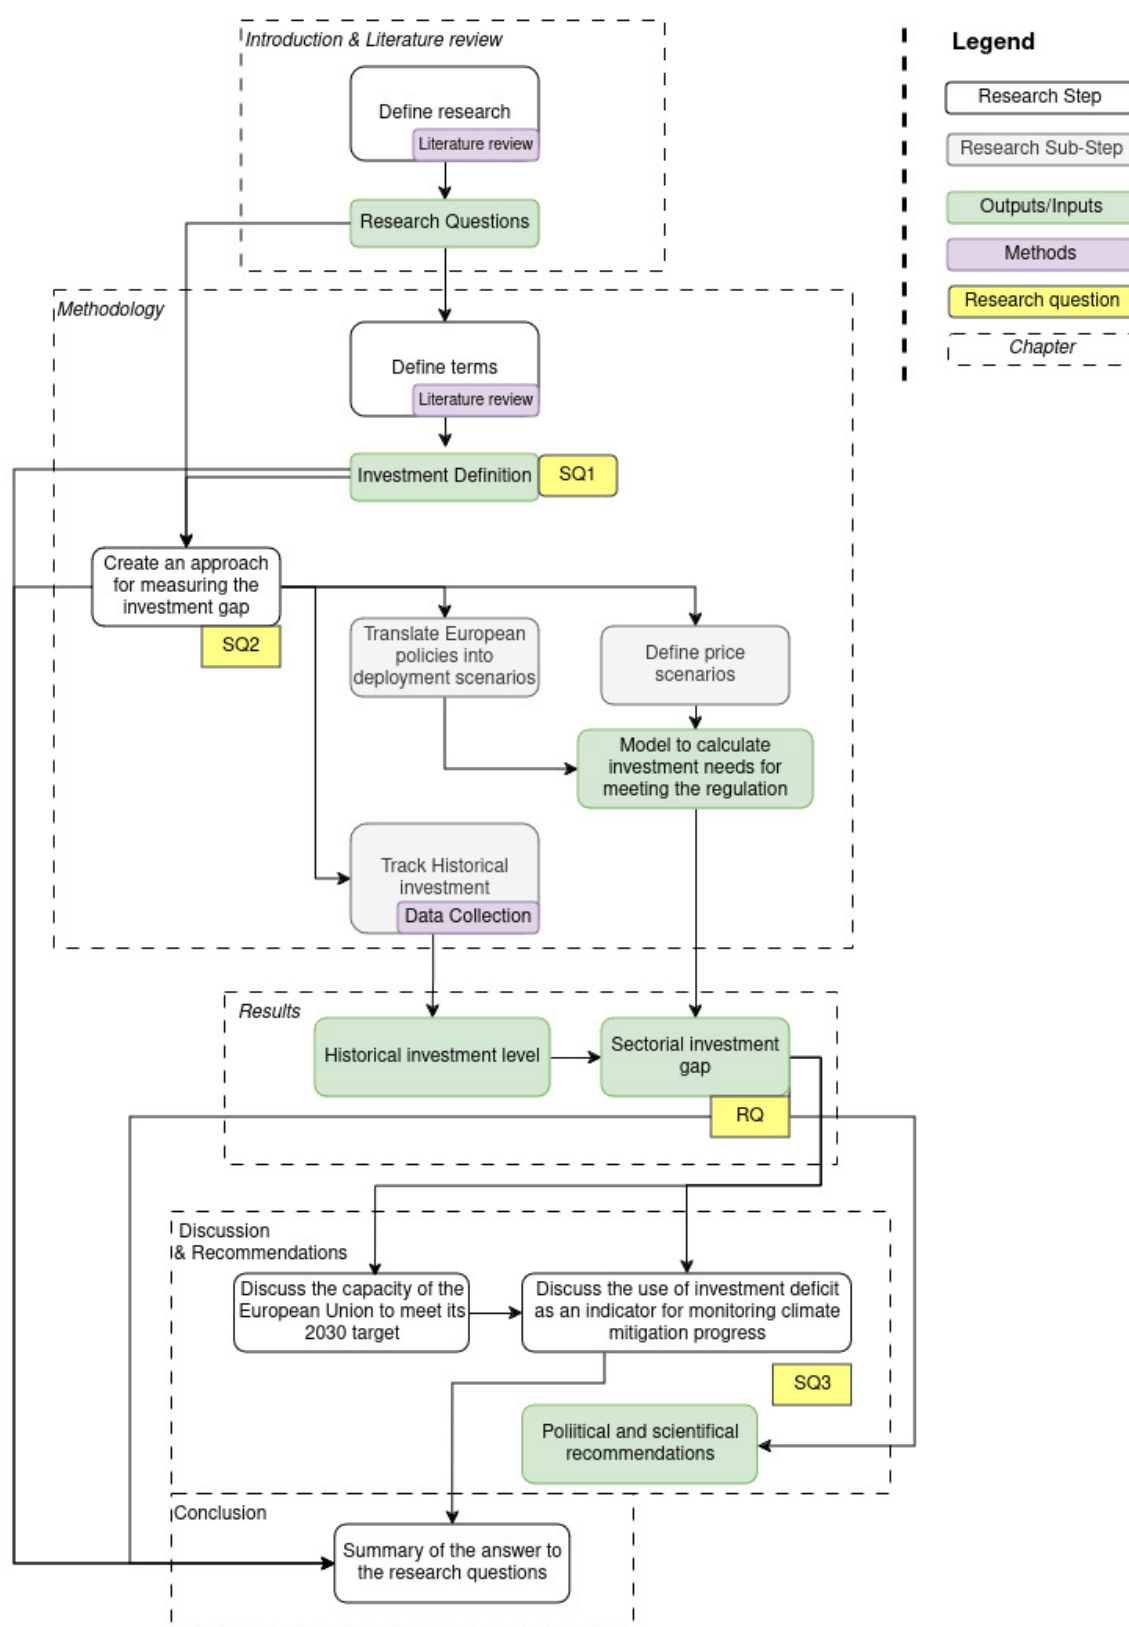 Introduction & Literature review
Define research
Literature review
Research Questions
Legend
Research Step
Research Sub-Step
Outputs/Inputs
Methods
Research question
Chapter
Methodology
Define terms
Literature review
Investment Definition
SQ1
Create an approach
for measuring the
investment gap
SQ2
Translate European
policies into
deployment scenarios
Define price
scenarios
Model to calculate
investment needs for
meeting the regulation
Track Historical
investment
Data Collection
Results
Historical investment level
Sectorial investment
gap
RQ
Discussion
& Recommendations
Discuss the capacity of the
European Union to meet its
2030 target
Discuss the use of investment deficit
as an indicator for monitoring climate
mitigation progress
SQ3
Poliitical and scientifical
recommendations
Conclusion
Summary of the answer to
the research questions